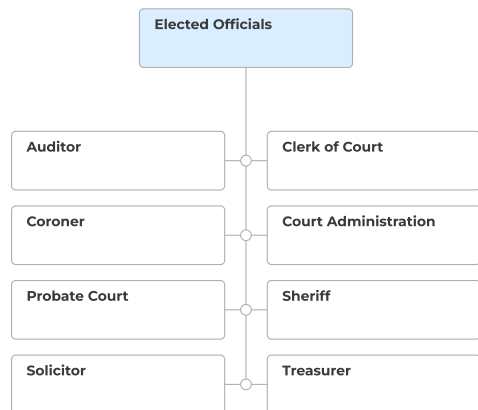 Elected Officials
Auditor
Clerk of Court
Coroner
Court Administration
Probate Court
Sheriff
Solicitor
Treasurer